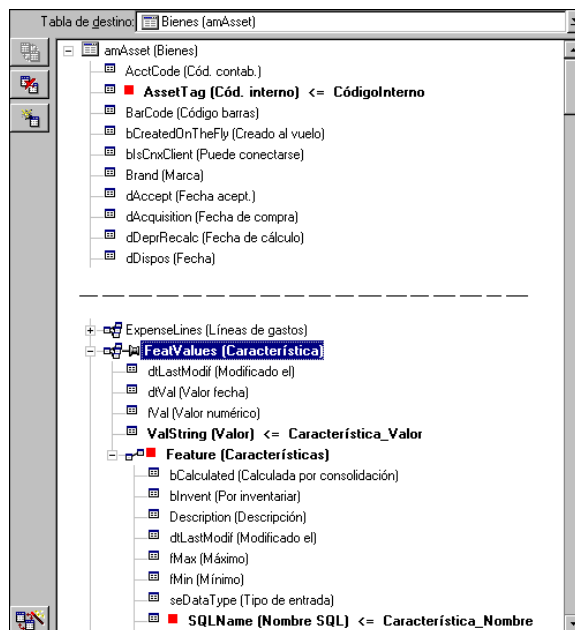 Tabla de destino: Bienes (amAsset)
amAsset (Bienes)
AcctCode (Cód. contab.)
AssetTag (Cód. interno) <= CódigoInterno
BarCode (Código barras)
bCreatedOnTheFly (Creado al vuelo)
bIsCnxClient (Puede conectarse)
Brand (Marca)
dAccept (Fecha acept.)
dAcquisition (Fecha de compra)
dDeprRecalc (Fecha de cálculo)
dDispos (Fecha)
ExpenseLines (Líneas de gastos)
FeatValues (Característica)
dtLastModif (Modificado el)
dtVal (Valor fecha)
fVal (Valor numérico)
ValString (Valor) <= Característica_Valor
Feature (Características)
bCalculated (Calculada por consolidación)
bInvent (Por inventariar)
Description (Descripción)
dtLastModif (Modificado el)
fMax (Máximo)
fMin (Mínimo)
seDataType (Tipo de entrada)
SQLName (Nombre SQL) <= Característica_Nombre